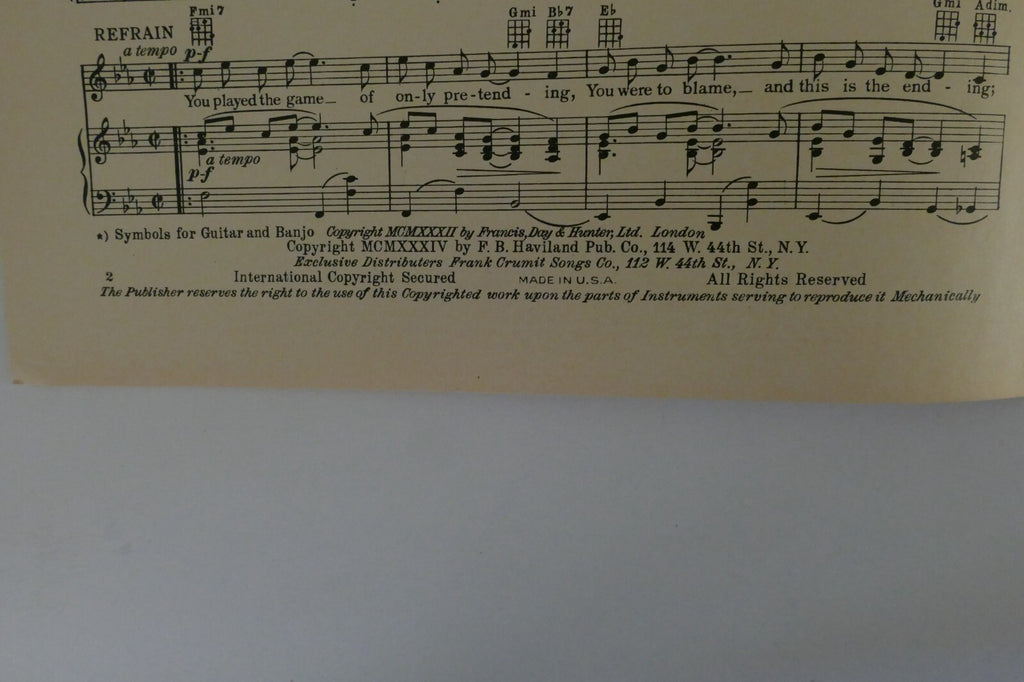 Fmi7 Gmi B♭7 E♭ Gmi Adim.
REFRAIN
a tempo p-f
You played the game_ of on-ly pre-tend - ing, You were to blame,_ and this is the end - ing;
a tempo
p-f
*) Symbols for Guitar and Banjo Copyright MCMXXXII by Francis, Day & Hunter, Ltd. London
Copyright MCMXXXIV by F. B. Haviland Pub. Co., 114 W. 44th St., N.Y.
Exclusive Distributers Frank Crumit Songs Co., 112 W. 44th St., N.Y.
2 International Copyright Secured MADE IN U.S.A. All Rights Reserved
The Publisher reserves the right to the use of this Copyrighted work upon the parts of Instruments serving to reproduce it Mechanically